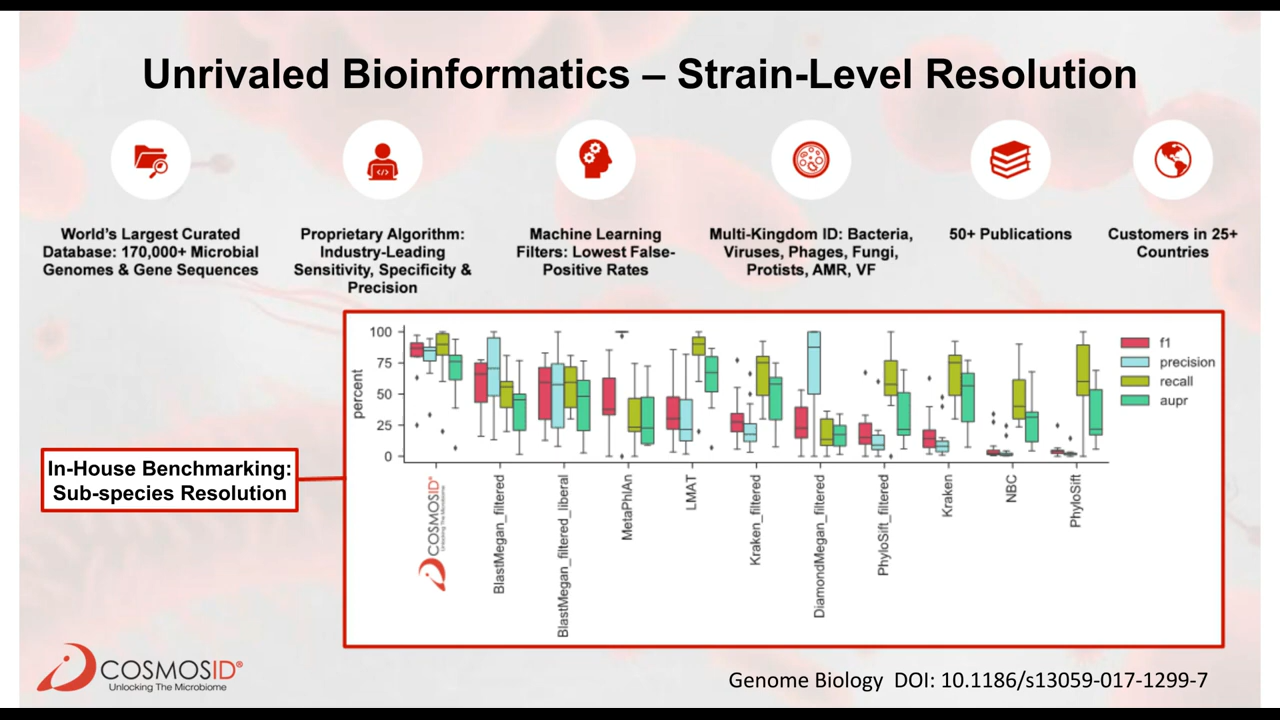 Unrivaled Bioinformatics – Strain-Level Resolution
World's Largest Curated
Database: 170,000+ Microbial
Genomes & Gene Sequences
Proprietary Algorithm:
Industry-Leading
Sensitivity, Specificity &
Precision
Machine Learning
Filters: Lowest False-
Positive Rates
Multi-Kingdom ID: Bacteria,
Viruses, Phages, Fungi,
Protists, AMR, VF
50+ Publications
Customers in 25+
Countries
In-House Benchmarking:
Sub-species Resolution
percent
100
75
50
25
0
f1
precision
recall
aupr
COSMOSID®
Unlocking The Microbiome
BlastMegan_filtered
BlastMegan_filtered_liberal
MetaPhlAn
LMAT
Kraken_filtered
DiamondMegan_filtered
PhyloSift_filtered
Kraken
NBC
PhyloSift
COSMOSID®
Unlocking The Microbiome
Genome Biology DOI: 10.1186/s13059-017-1299-7